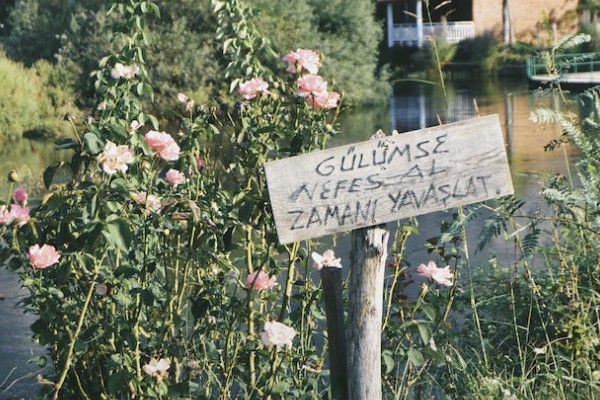 GÜLÜMSE
NEFES AL
ZAMANI YAVAŞLAT.